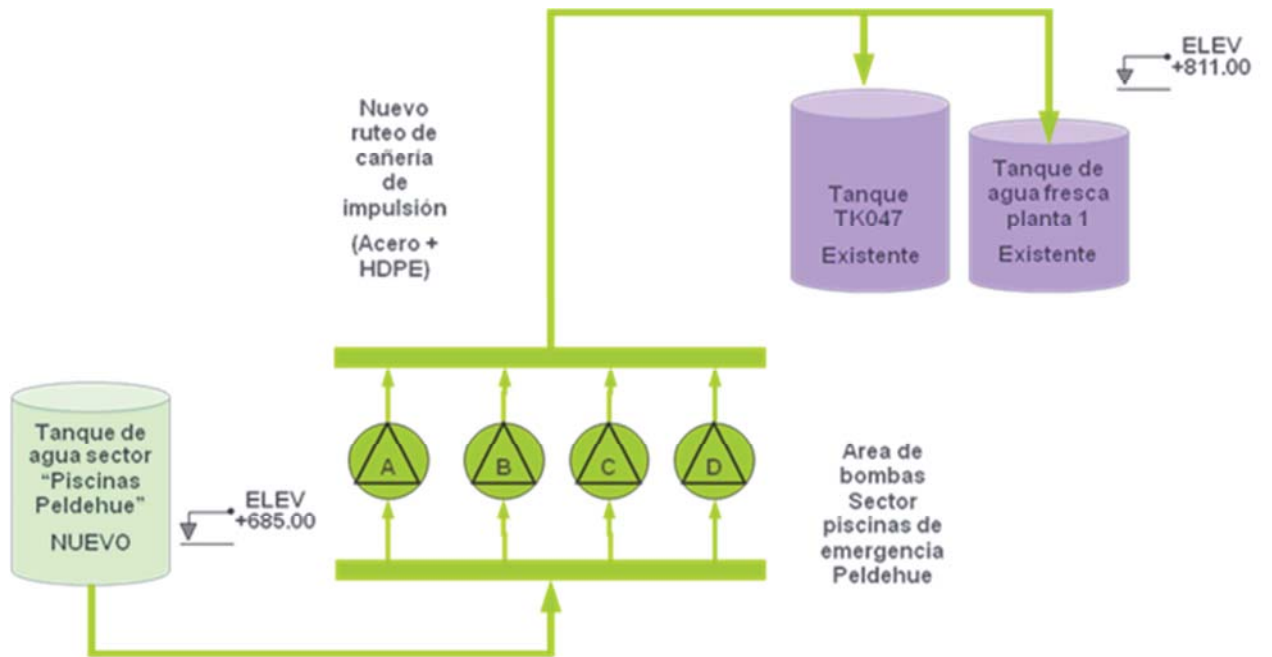 ELEV
+811.00
Nuevo
ruteo de
cañería
de
impulsión
(Acero +
HDPE)
Tanque
TK047
Existente
Tanque de
agua fresca
planta 1
Existente
Tanque de
agua sector
“Piscinas
Peldehue”
NUEVO
ELEV
+685.00
A
B
C
D
Area de
bombas
Sector
piscinas de
emergencia
Peldehue